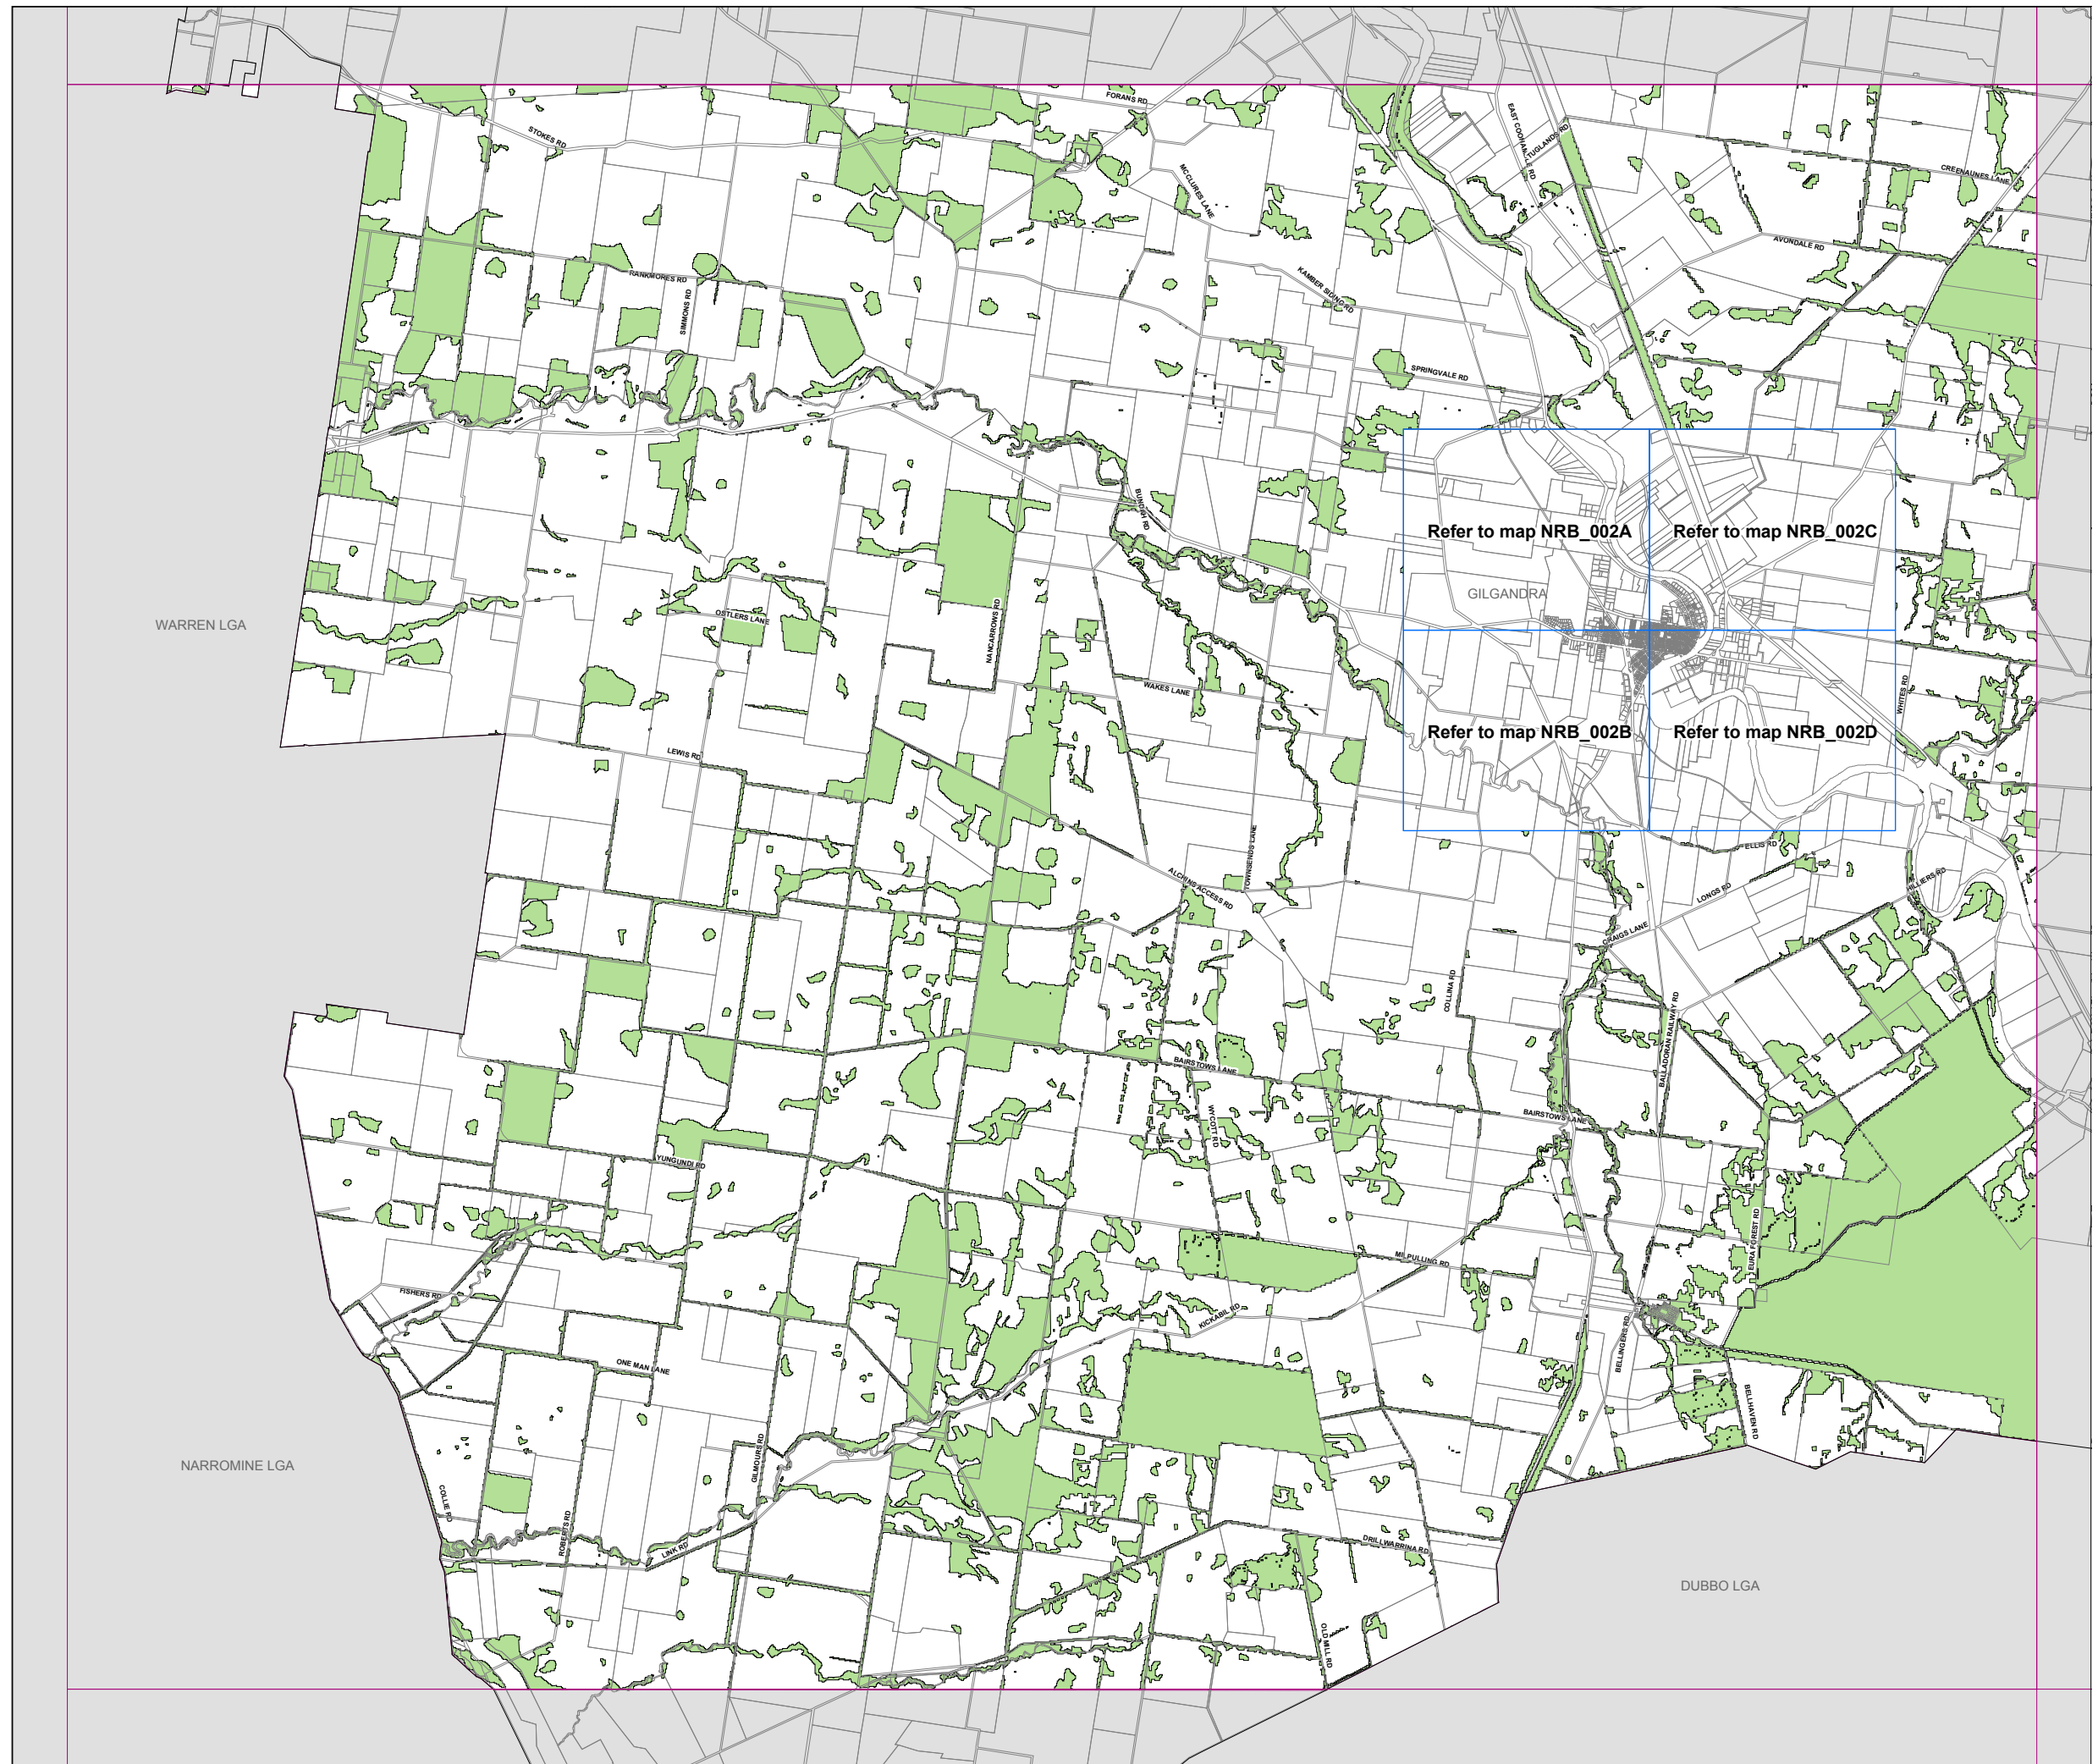 FORANS RD
EAST COONAMBLE RD
TUGLANDS RD
STOKES RD
MCCLURES LANE
CREENAUNES LANE
AVONDALE RD
RANKMORES RD
KAMBER SIDING RD
SIMMONS RD
SPRINGVALE RD
BUNDIJH RD
Refer to map NRB_002A
Refer to map NRB_002C
GILGANDRA
WARREN LGA
OSTLERS LANE
NANCARROWS RD
WAKES LANE
WHITES RD
Refer to map NRB_002B
Refer to map NRB_002D
LEWIS RD
TOWNSENDS LANE
ELLIS RD
ALCHINS ACCESS RD
LONGS RD
HILLIERS RD
CRAIGS LANE
COLLINA RD
BALLADORAN RAILWAY RD
BAIRSTOWS LANE
WYCOTT RD
BAIRSTOWS LANE
YUNGUNDI RD
EURA FOREST RD
MILPULLING RD
FISHERS RD
KICKABIL RD
BELLINGERS RD
ONE MAN LANE
BELHAVEN RD
GILMOURS RD
NARROMINE LGA
COLLIE RD
ROBERTS RD
LINK RD
DRILLWARRINA RD
DUBBO LGA
OLD MILL RD